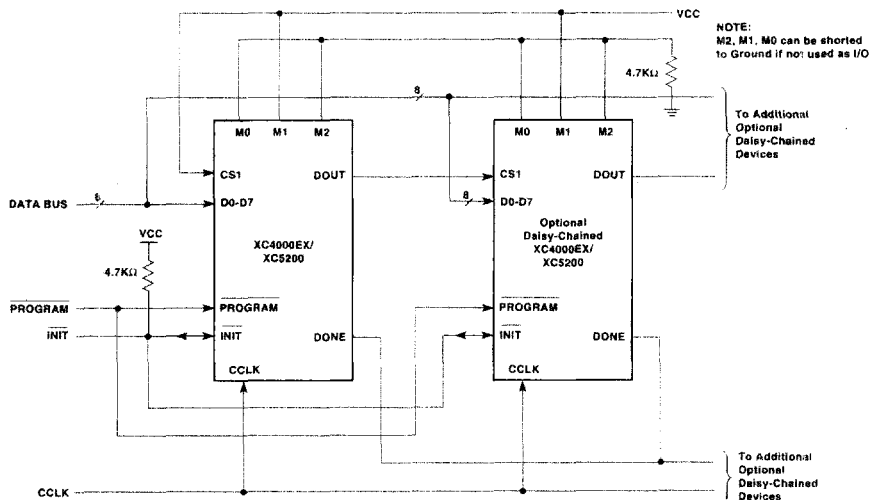 VCC
NOTE:
M2, M1, M0 can be shorted
to Ground if not used as I/O
4.7KΩ
8
M0 M1 M2
M0 M1 M2
To Additional
Optional
Daisy-Chained
Devices
CS1
DOUT
CS1
DOUT
DATA BUS
8
D0-D7
8
D0-D7
VCC
4.7KΩ
XC4000EX/
XC5200
Optional
Daisy-Chained
XC4000EX/
XC5200
PROGRAM
PROGRAM
PROGRAM
INIT
INIT
DONE
INIT
DONE
CCLK
CCLK
CCLK
To Additional
Optional
Daisy-Chained
Devices